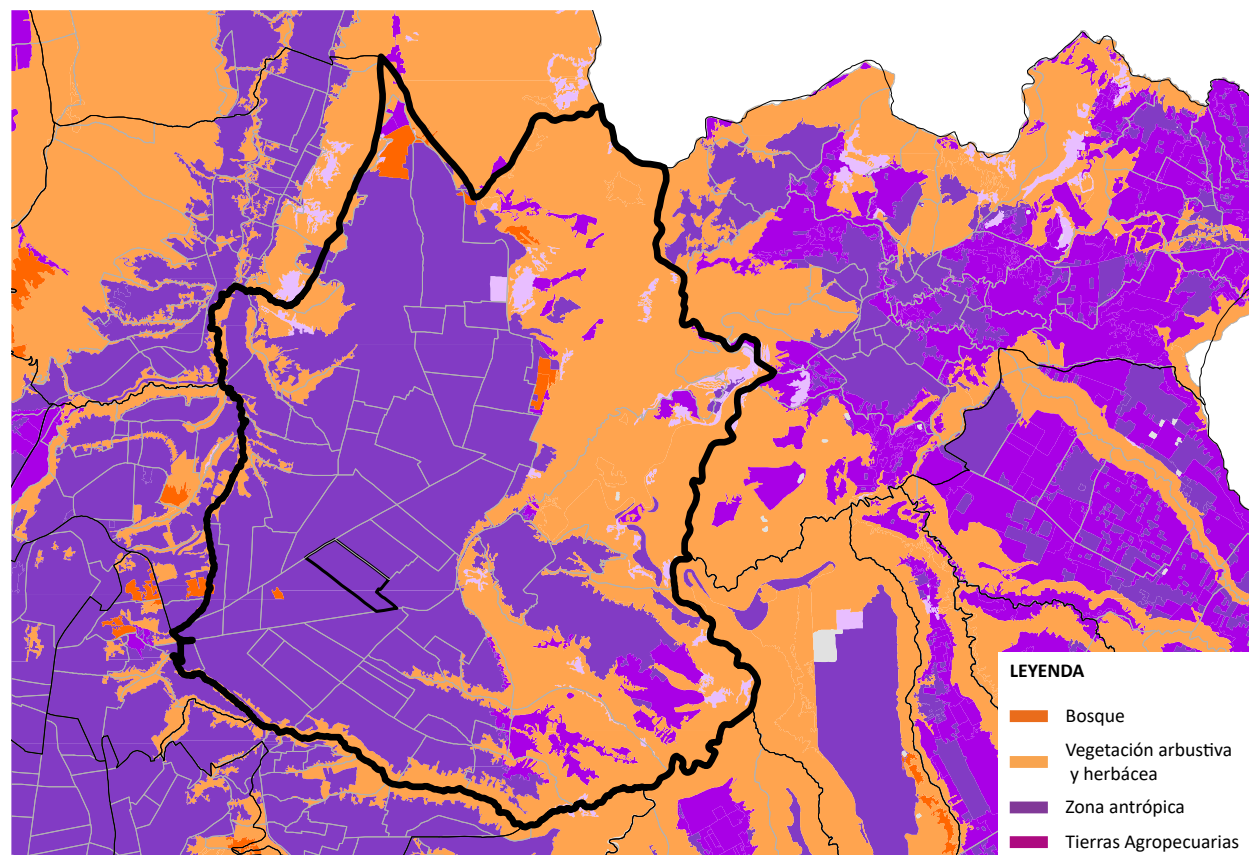 LEYENDA
Bosque
Vegetación arbustiva
y herbácea
Zona antrópica
Tierras Agropecuarias